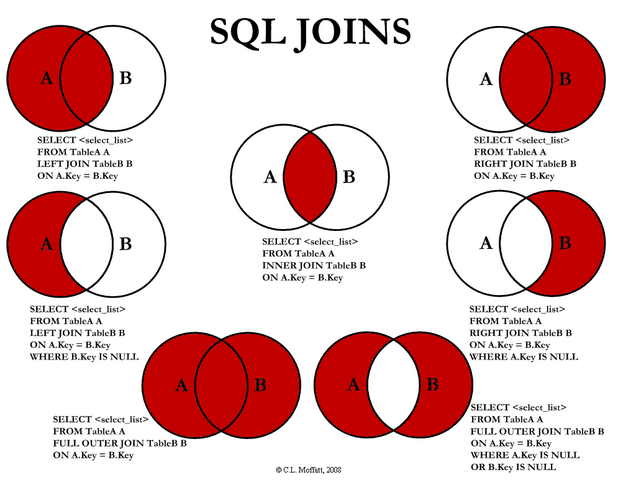 SQL JOINS
A B
SELECT <select_list>
FROM TableA A
LEFT JOIN TableB B
ON A.Key = B.Key
A B
SELECT <select_list>
FROM TableA A
RIGHT JOIN TableB B
ON A.Key = B.Key
A B
SELECT <select_list>
FROM TableA A
INNER JOIN TableB B
ON A.Key = B.Key
A B
SELECT <select_list>
FROM TableA A
LEFT JOIN TableB B
ON A.Key = B.Key
WHERE B.Key IS NULL
A B
SELECT <select_list>
FROM TableA A
RIGHT JOIN TableB B
ON A.Key = B.Key
WHERE A.Key IS NULL
A B
SELECT <select_list>
FROM TableA A
FULL OUTER JOIN TableB B
ON A.Key = B.Key
A B
SELECT <select_list>
FROM TableA A
FULL OUTER JOIN TableB B
ON A.Key = B.Key
WHERE A.Key IS NULL
OR B.Key IS NULL
© C.L. Moffatt, 2008